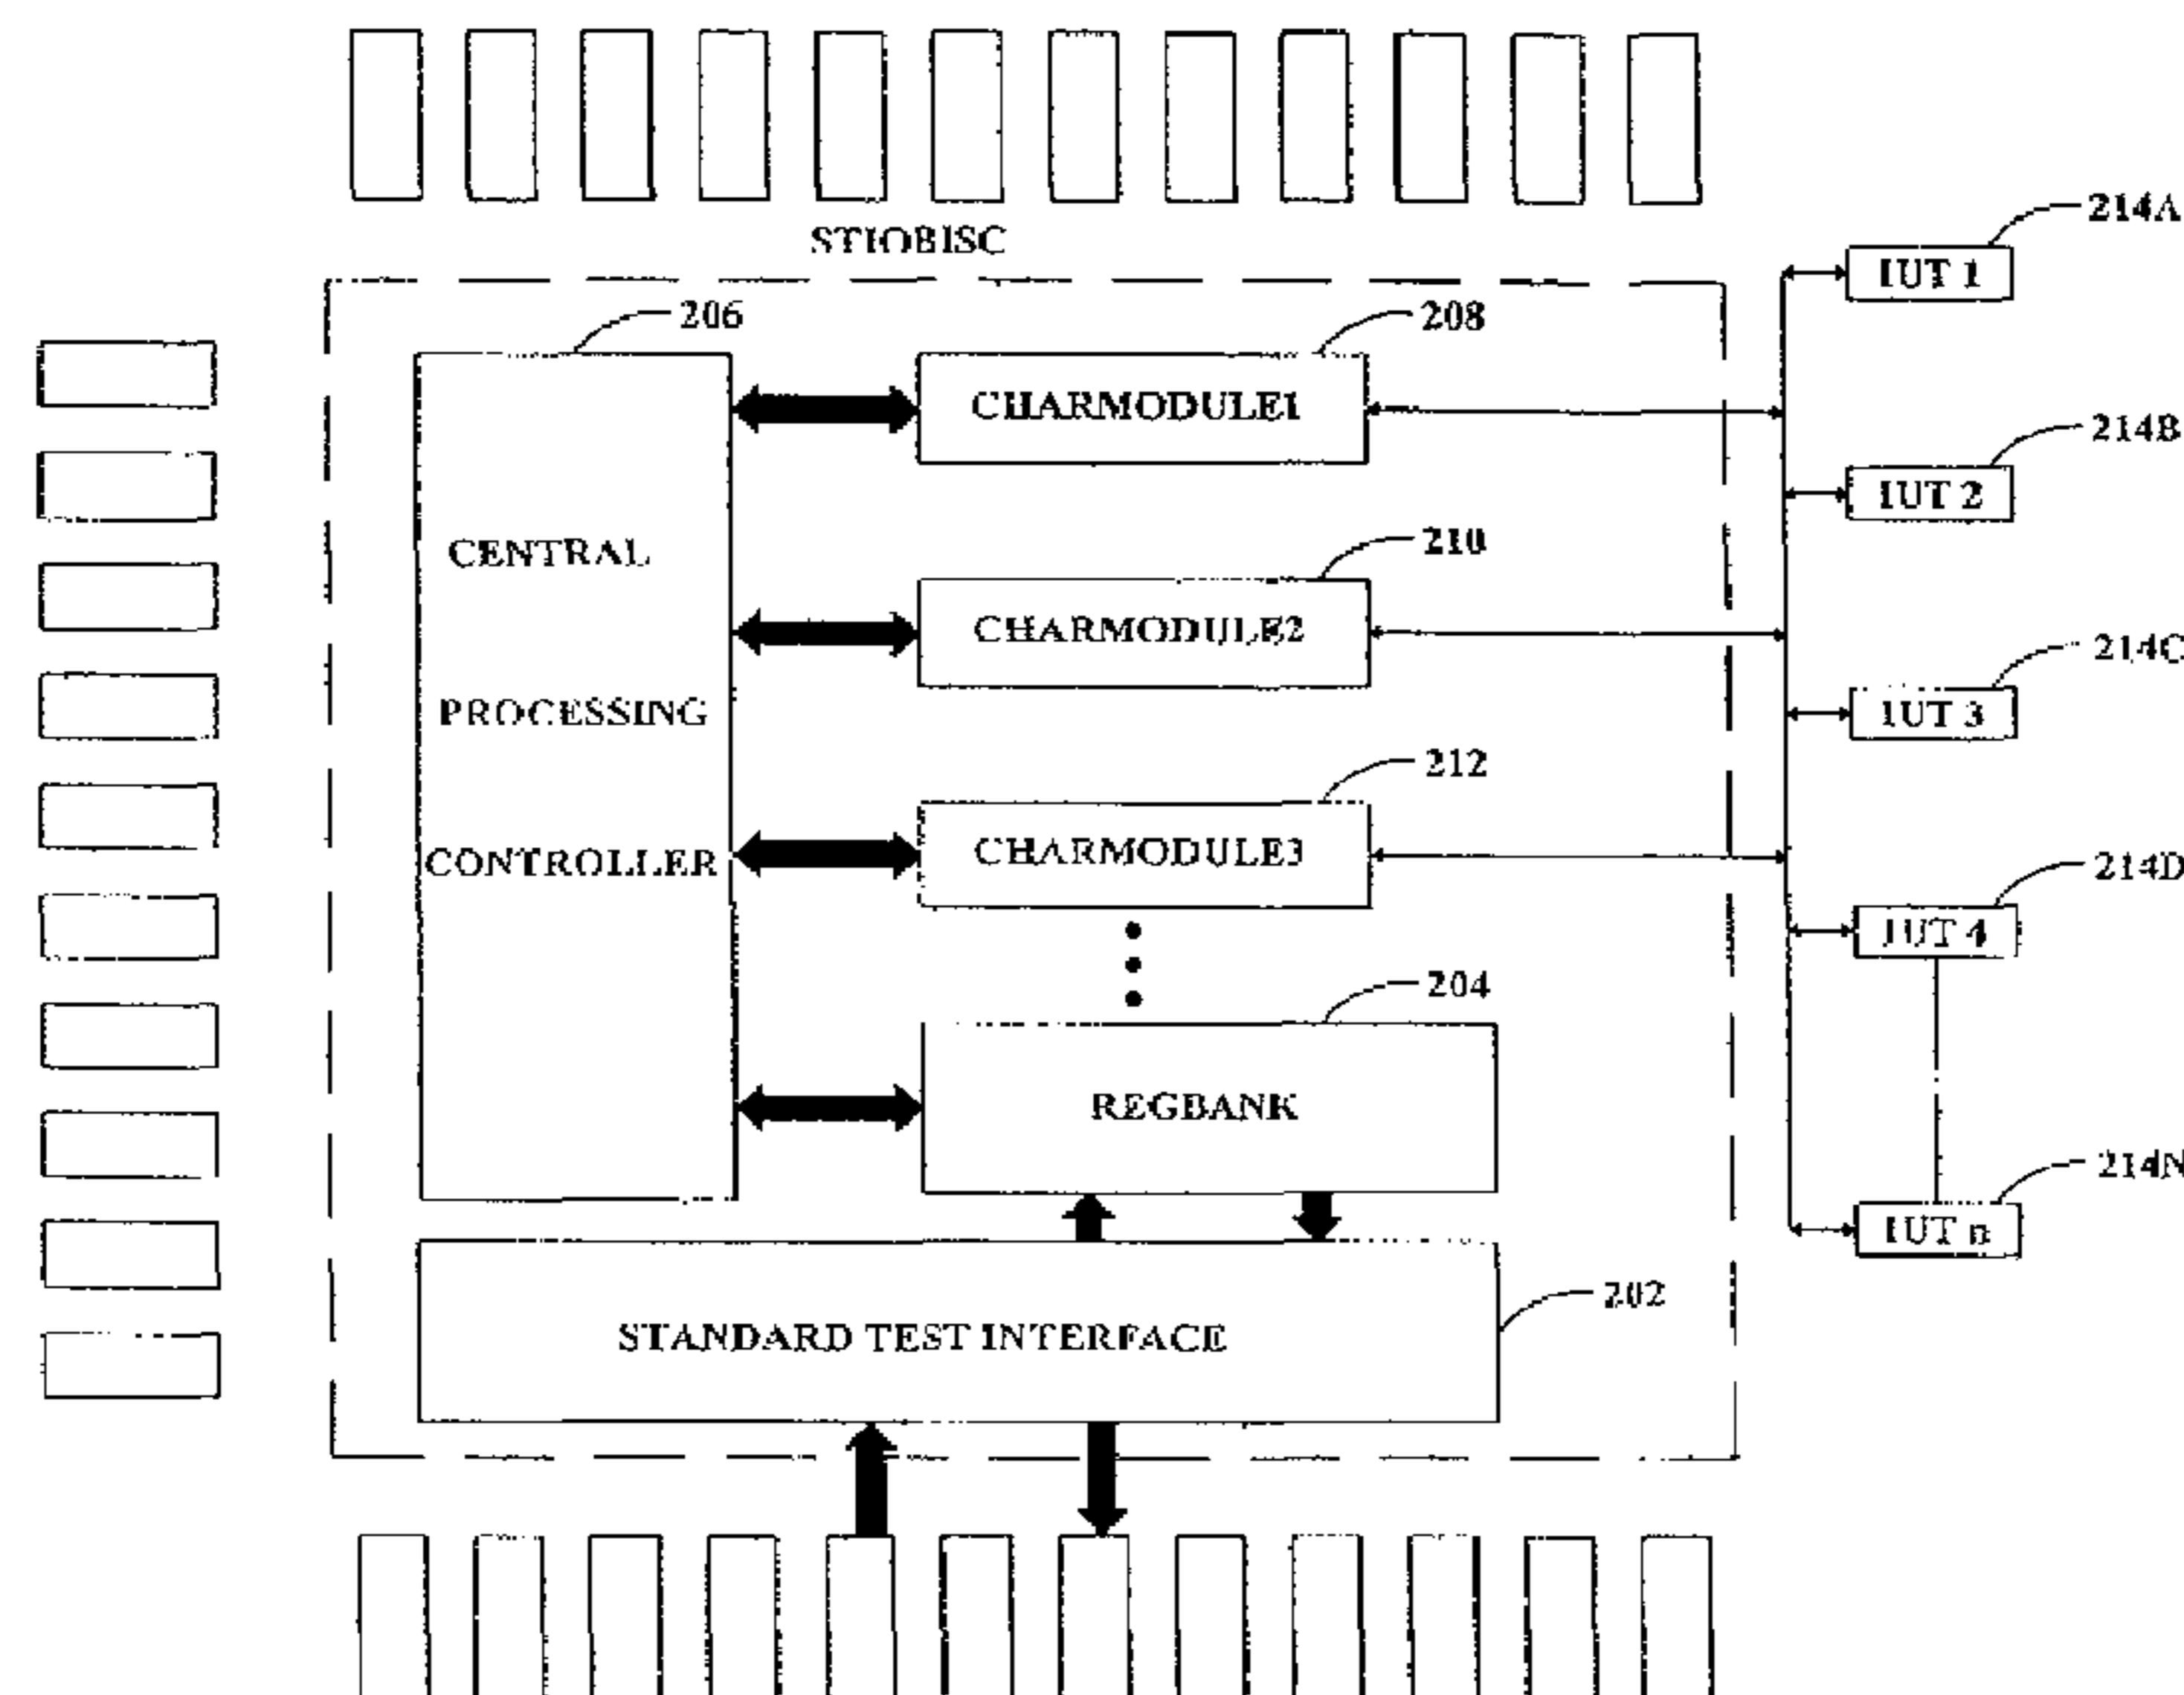 STIOBISC
214A
IUT 1
206
208
CHARMODULE1
214B
IUT 2
210
CENTRAL
CHARMODULE2
214C
IUT 3
PROCESSING
212
CHARMODULE3
CONTROLLER
214D
IUT 4
204
REGBANK
214N
IUT n
202
STANDARD TEST INTERFACE